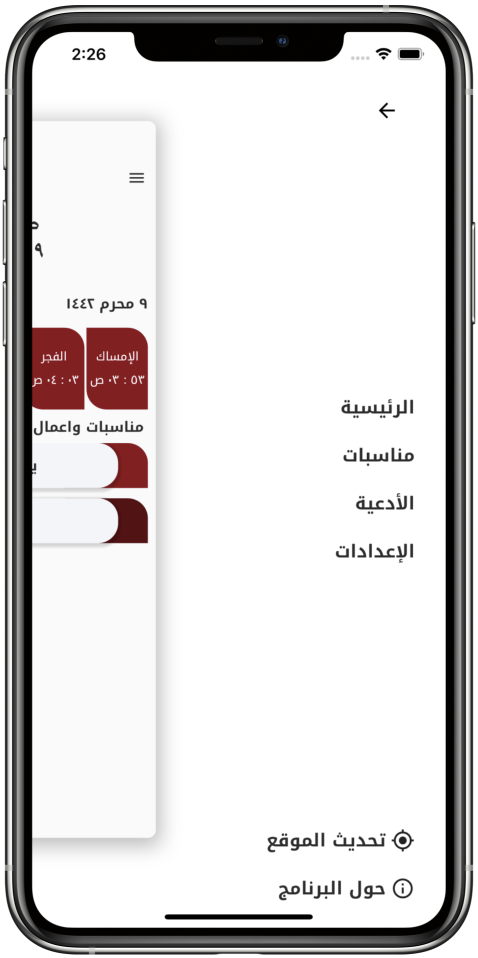 2:26
الرئيسية
مناسبات
الأدعية
الإعدادات
تحديث الموقع
حول البرنامج
٩
٩ محرم ١٤٤٢
الإمساك
٠٣ : ٥٣ ص
الفجر
٠٤ : ٠٣ ص
مناسبات واعمال